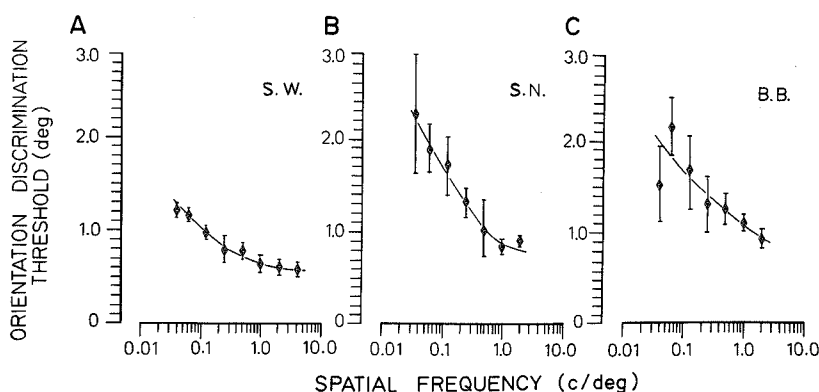 A
B
C
ORIENTATION DISCRIMINATION
THRESHOLD (deg)
3.0
2.0
1.0
0
S.W.
0.01
0.1
1.0
10.0
3.0
2.0
1.0
0
S.N.
0.01
0.1
1.0
10.0
3.0
2.0
1.0
0
B.B.
0.01
0.1
1.0
10.0
SPATIAL FREQUENCY (c/deg)